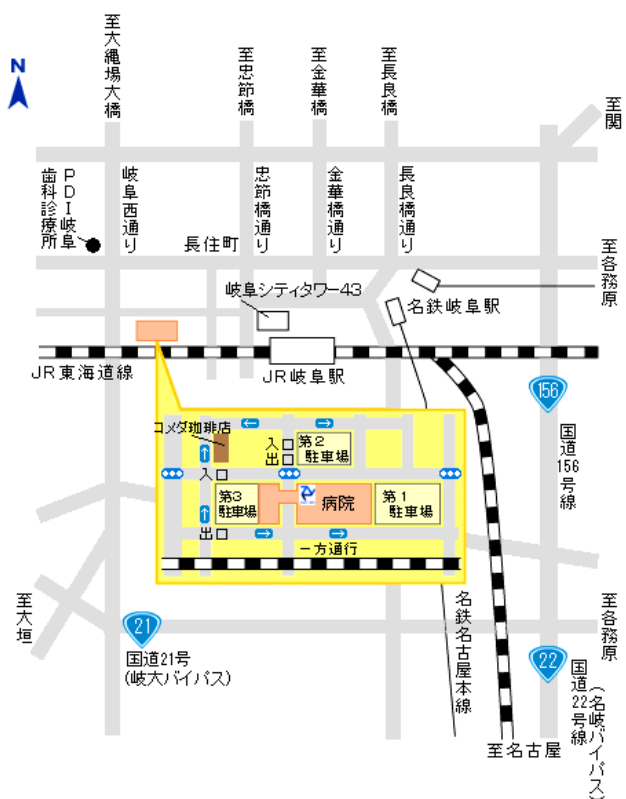 N
至大縄場大橋
至忠節橋
至金華橋
至長良橋
至関
PDI岐阜
歯科診療所
岐阜西通り
忠節橋通り
金華橋通り
長良橋通り
長住町
至各務原
岐阜シティタワー43
名鉄岐阜駅
JR東海道線
JR岐阜駅
156
国道156号線
コメダ珈琲店
入口
出口
第2
駐車場
入口
第3
駐車場
病院
第1
駐車場
出口
一方通行
至大垣
21
国道21号
(岐大バイパス)
名鉄名古屋本線
至各務原
22
国道22号線
(名岐バイパス)
至名古屋